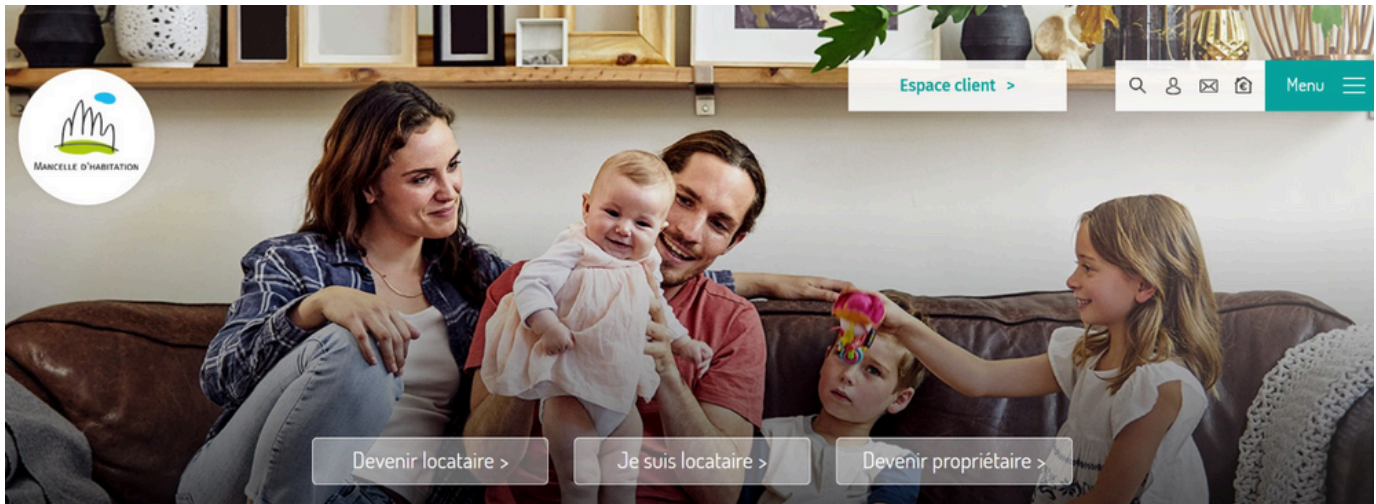 Espace client >
Menu
MANCELLE D'HABITATION
Devenir locataire >
Je suis locataire >
Devenir propriétaire >